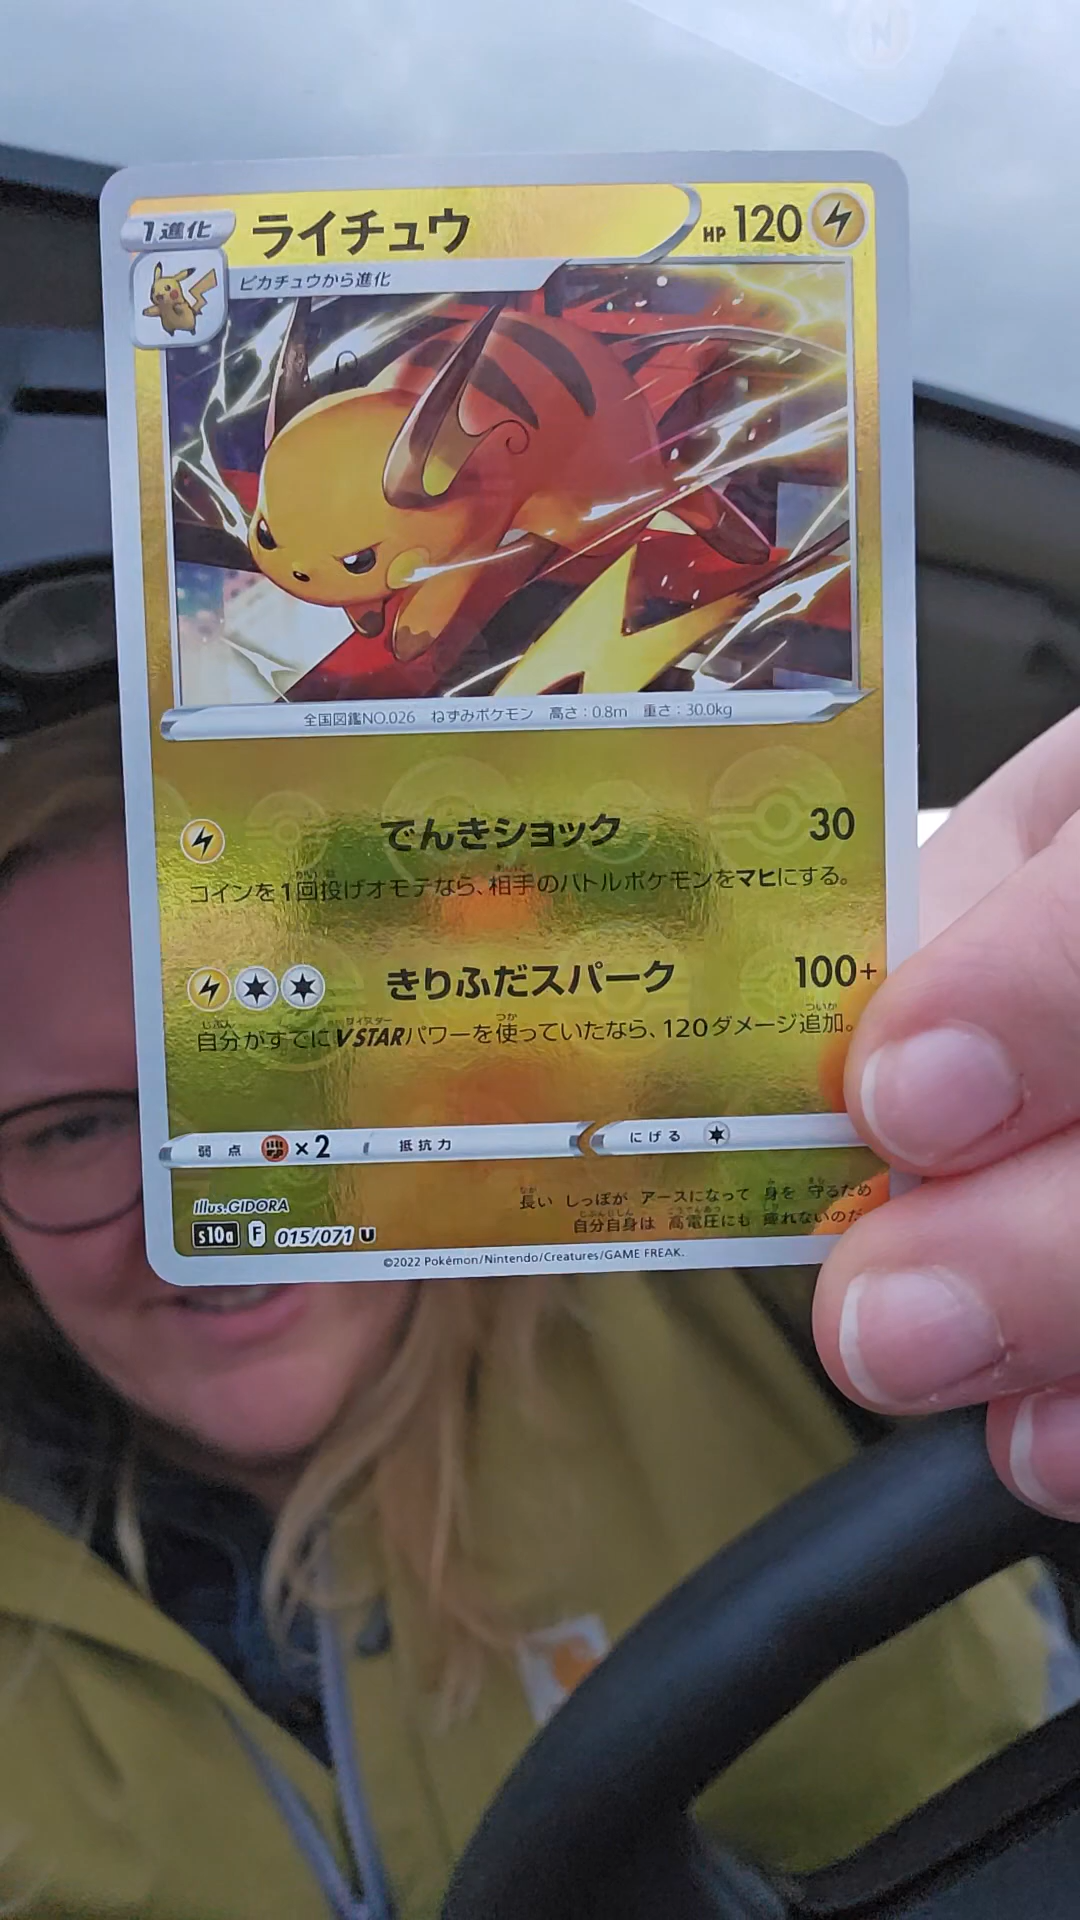 1進化 ライチュウ HP 120
ピカチュウから進化
全国図鑑NO.026 ねずみポケモン 高さ:0.8m 重さ:30.0kg
でんきショック 30
コインを1回投げオモテなら、相手のバトルポケモンをマヒにする。
きりふだスパーク 100+
自分がすでにVSTARパワーを使っていたなら、120ダメージ追加。
弱点 ×2 抵抗力 にげる
Illus.GIDORA
長い しっぽが アースになって 身を 守るため
自分自身は 高電圧にも 痺れないのだ
s10a F 015/071 U
©2022 Pokémon/Nintendo/Creatures/GAME FREAK.